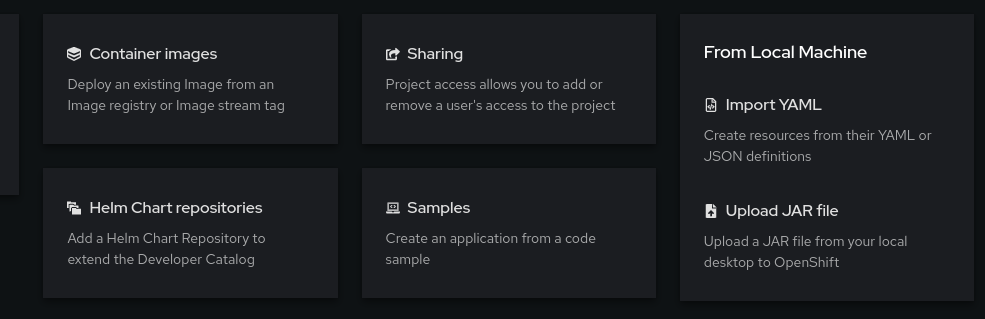 Container images
Deploy an existing Image from an
Image registry or Image stream tag
Helm Chart repositories
Add a Helm Chart Repository to
extend the Developer Catalog
Sharing
Project access allows you to add or
remove a user's access to the project
Samples
Create an application from a code
sample
From Local Machine
Import YAML
Create resources from their YAML or
JSON definitions
Upload JAR file
Upload a JAR file from your local
desktop to OpenShift